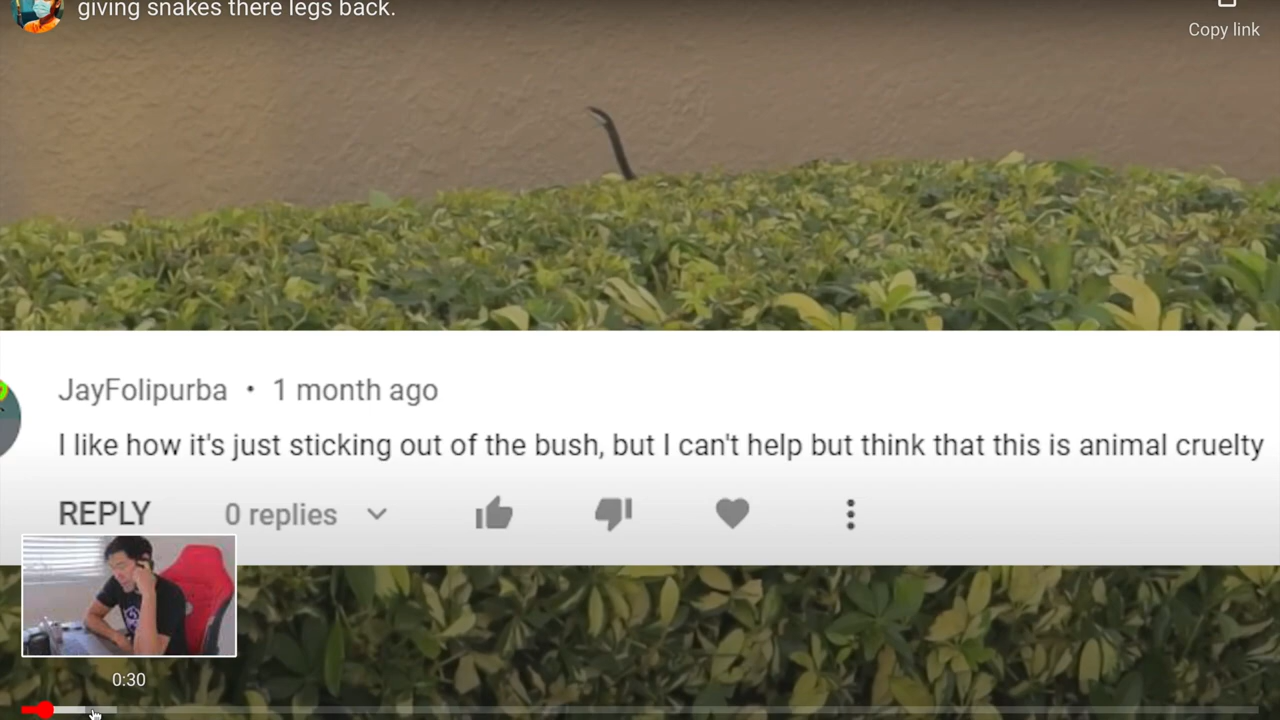 giving snakes there legs back.
Copy link
JayFolipurba • 1 month ago
I like how it's just sticking out of the bush, but I can't help but think that this is animal cruelty
REPLY 0 replies
0:30